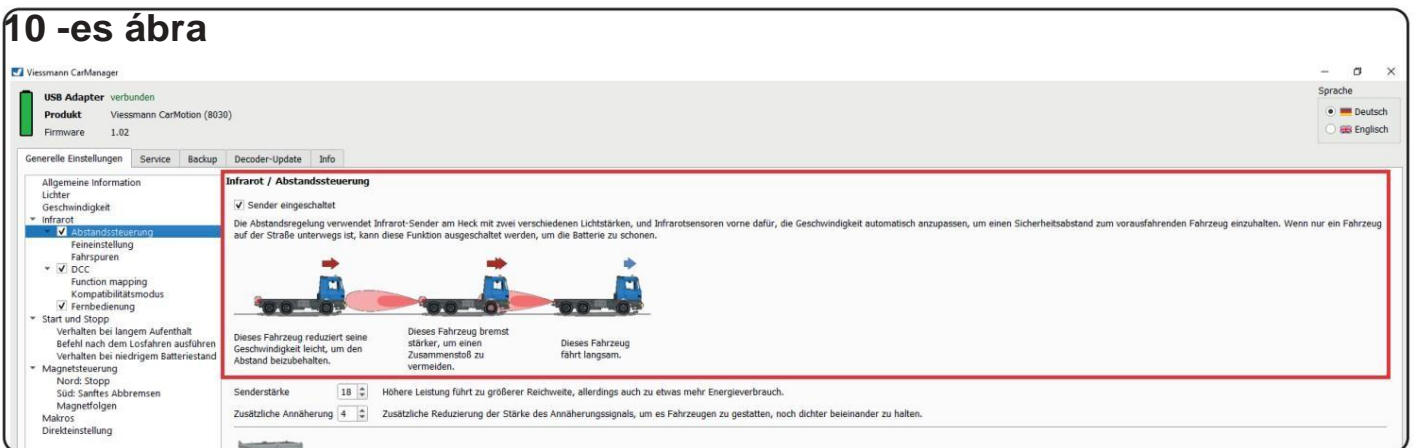 10 -es ábra
Viessmann CarManager
USB Adapter verbunden
Produkt Viessmann CarMotion (8030)
Firmware 1.02
Sprache
Deutsch
Englisch
Generelle Einstellungen Service Backup Decoder-Update Info
Allgemeine Information
Lichter
Geschwindigkeit
Infrarot
Abstandssteuerung
Feineinstellung
Fahrspuren
DCC
Function mapping
Kompatibilitätsmodus
Fernbedienung
Start und Stopp
Verhalten bei langem Aufenthalt
Befehl nach dem Losfahren ausführen
Verhalten bei niedrigem Batteriestand
Magnetsteuerung
Nord: Stopp
Süd: Sanftes Abbremsen
Magnetfolgen
Makros
Direkteinstellung
Infrarot / Abstandssteuerung
Sender eingeschaltet
Die Abstandsregelung verwendet Infrarot-Sender am Heck mit zwei verschiedenen Lichtstärken, und Infrarotsensoren vorne dafür, die Geschwindigkeit automatisch anzupassen, um einen Sicherheitsabstand zum vorausfahrenden Fahrzeug einzuhalten. Wenn nur ein Fahrzeug
auf der Straße unterwegs ist, kann diese Funktion ausgeschaltet werden, um die Batterie zu schonen.
Dieses Fahrzeug reduziert seine
Geschwindigkeit leicht, um den
Abstand beizubehalten.
Dieses Fahrzeug bremst
stärker, um einen
Zusammenstoß zu
vermeiden.
Dieses Fahrzeug
fährt langsam.
Senderstärke 18 Höhere Leistung führt zu größerer Reichweite, allerdings auch zu etwas mehr Energieverbrauch.
Zusätzliche Annäherung 4 Zusätzliche Reduzierung der Stärke des Annäherungssignals, um es Fahrzeugen zu gestatten, noch dichter beieinander zu halten.